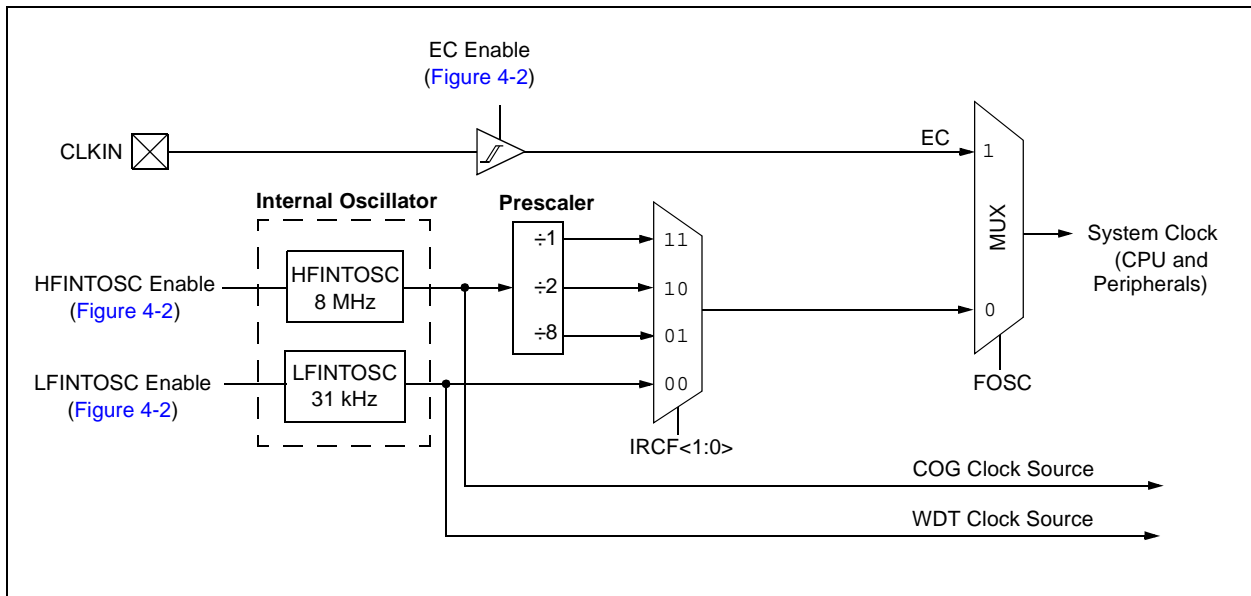 EC Enable
(Figure 4-2)
CLKIN
EC
1
MUX
0
FOSC
System Clock
(CPU and
Peripherals)
Internal Oscillator
Prescaler
HFINTOSC Enable
(Figure 4-2)
HFINTOSC
8 MHz
÷1
÷2
÷8
11
10
01
00
LFINTOSC Enable
(Figure 4-2)
LFINTOSC
31 kHz
IRCF<1:0>
COG Clock Source
WDT Clock Source